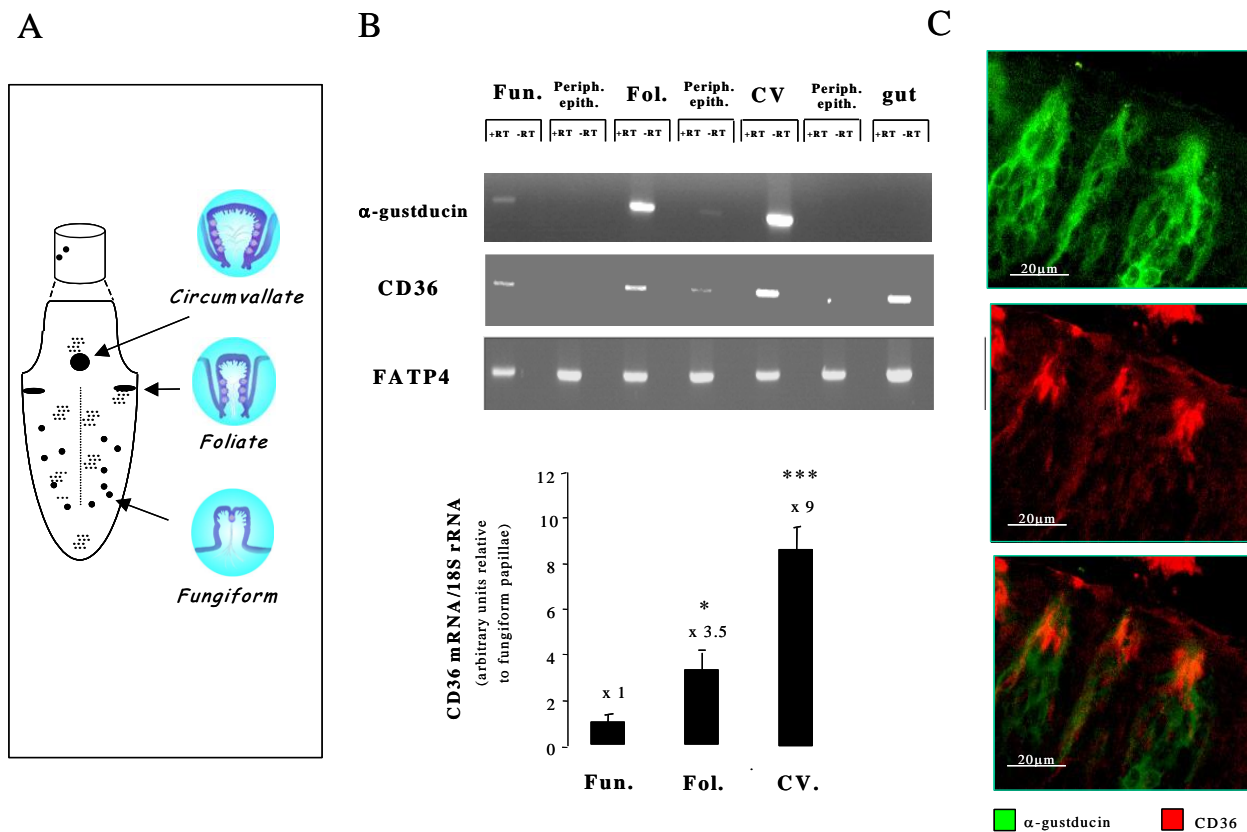 A
Circumvallate
Foliate
Fungiform
B
Fun. Periph. epith. Fol. Periph. epith. CV Periph. epith. gut
+RT -RT +RT -RT +RT -RT +RT -RT +RT -RT +RT -RT +RT -RT
α-gustducin
CD36
FATP4
CD36 mRNA/18S rRNA
(arbitrary units relative
to fungiform papillae)
12
10
8
6
4
2
0
x 1
*
x 3.5
***
x 9
Fun. Fol. CV.
C
20µm
20µm
20µm
α-gustducin CD36